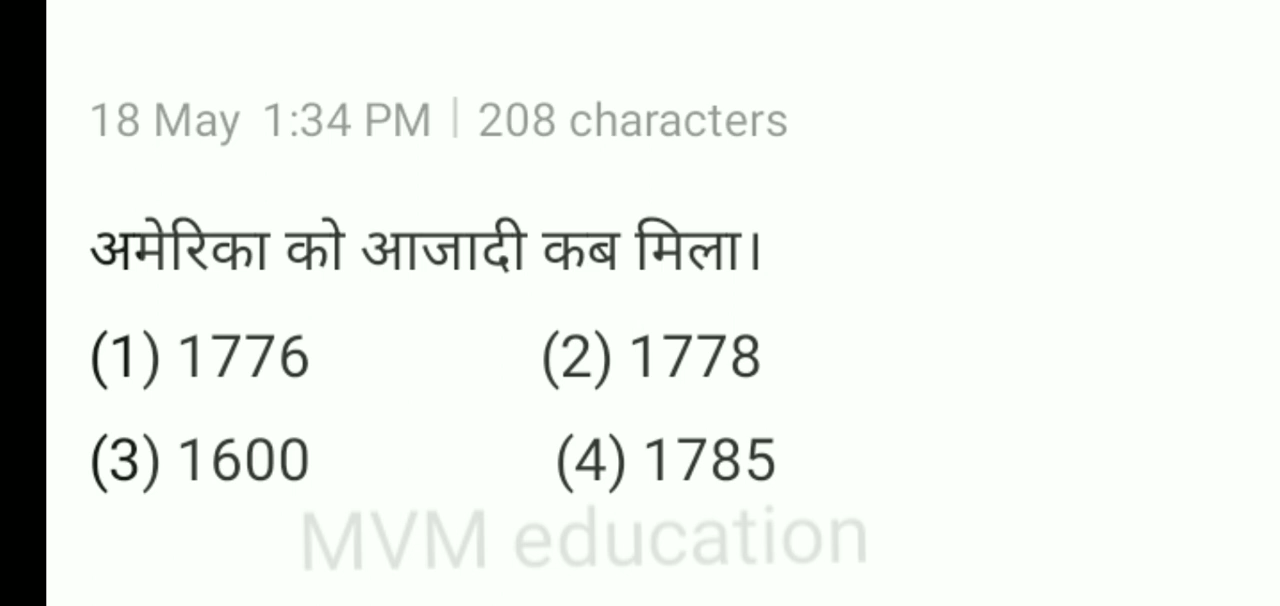 18 May 1:34 PM | 208 characters
अमेरिका को आजादी कब मिला।
(1) 1776 (2) 1778
(3) 1600 (4) 1785
MVM education